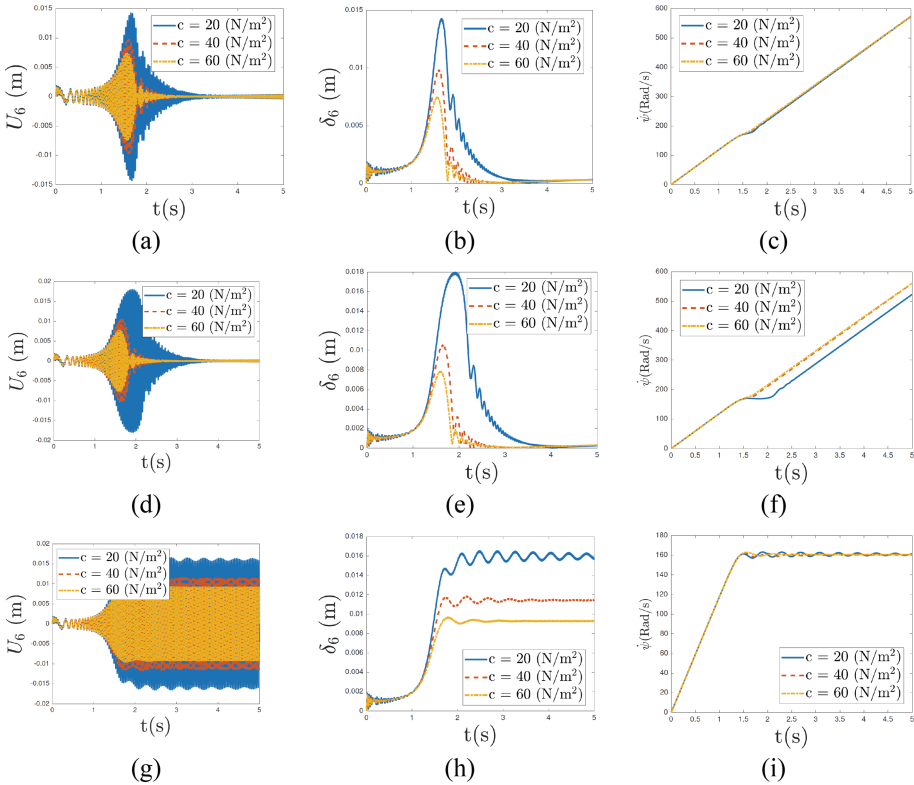 0.015
0.01
0.005
0
-0.005
-0.01
-0.015
0 1 2 3 4 5
U6 (m)
t(s)
c = 20 (N/m²)
c = 40 (N/m²)
c = 60 (N/m²)
(a)
0.015
0.01
0.005
0
0 1 2 3 4 5
δ6 (m)
t(s)
c = 20 (N/m²)
c = 40 (N/m²)
c = 60 (N/m²)
(b)
600
500
400
300
200
100
0
0 0.5 1 1.5 2 2.5 3 3.5 4 4.5 5
ψ̇(Rad/s)
t(s)
c = 20 (N/m²)
c = 40 (N/m²)
c = 60 (N/m²)
(c)
0.02
0.015
0.01
0.005
0
-0.005
-0.01
-0.015
-0.02
0 1 2 3 4 5
U6 (m)
t(s)
c = 20 (N/m²)
c = 40 (N/m²)
c = 60 (N/m²)
(d)
0.018
0.016
0.014
0.012
0.01
0.008
0.006
0.004
0.002
0
0 1 2 3 4 5
δ6 (m)
t(s)
c = 20 (N/m²)
c = 40 (N/m²)
c = 60 (N/m²)
(e)
600
500
400
300
200
100
0
0 0.5 1 1.5 2 2.5 3 3.5 4 4.5 5
ψ̇(Rad/s)
t(s)
c = 20 (N/m²)
c = 40 (N/m²)
c = 60 (N/m²)
(f)
0.02
0.015
0.01
0.005
0
-0.005
-0.01
-0.015
-0.02
0 1 2 3 4 5
U6 (m)
t(s)
c = 20 (N/m²)
c = 40 (N/m²)
c = 60 (N/m²)
(g)
0.018
0.016
0.014
0.012
0.01
0.008
0.006
0.004
0.002
0
0 1 2 3 4 5
δ6 (m)
t(s)
c = 20 (N/m²)
c = 40 (N/m²)
c = 60 (N/m²)
(h)
180
160
140
120
100
80
60
40
20
0
0 0.5 1 1.5 2 2.5 3 3.5 4 4.5 5
ψ̇(Rad/s)
t(s)
c = 20 (N/m²)
c = 40 (N/m²)
c = 60 (N/m²)
(i)